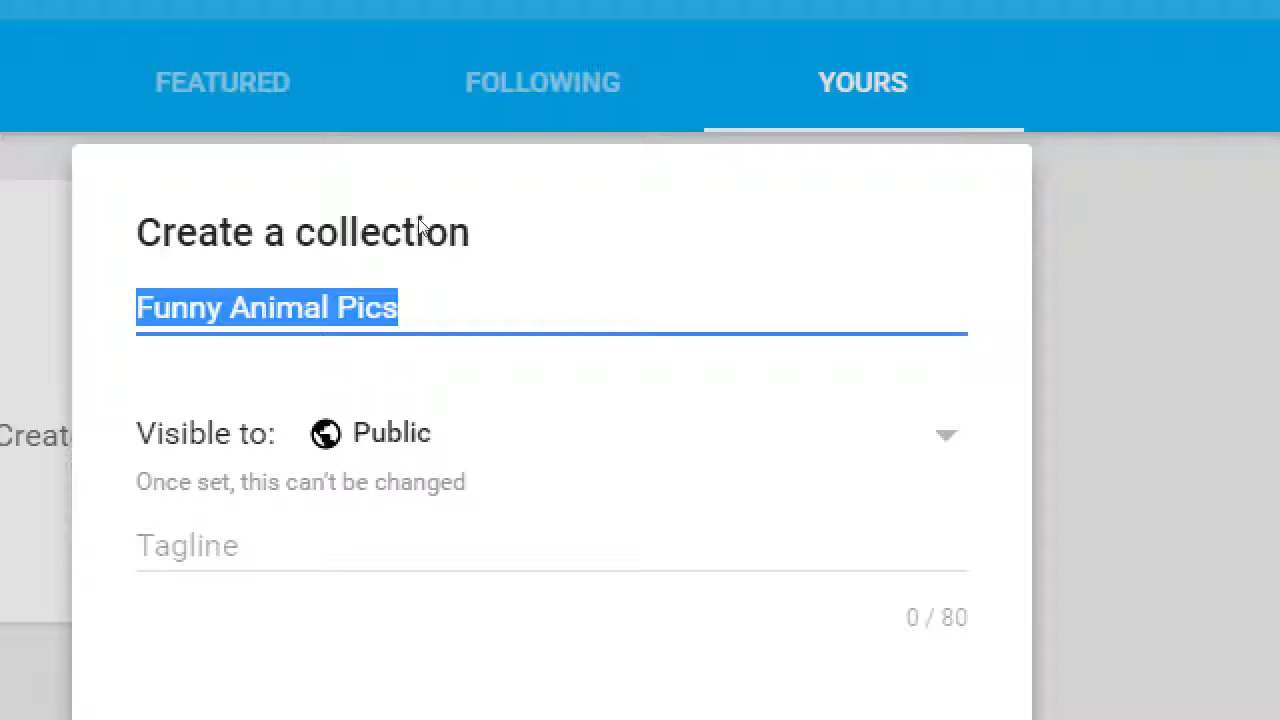 FEATURED FOLLOWING YOURS
Create a collection
Funny Animal Pics
Creat
Visible to: Public
Once set, this can't be changed
Tagline
0 / 80